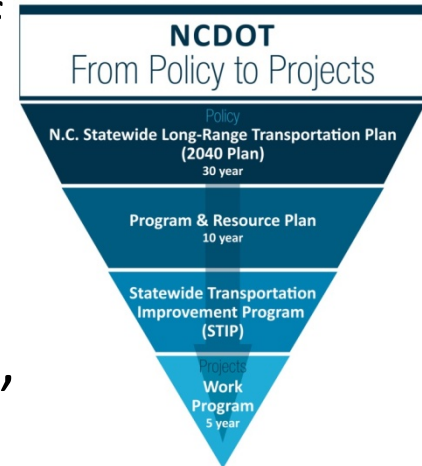 NCDOT
From Policy to Projects
Policy
N.C. Statewide Long-Range Transportation Plan
(2040 Plan)
30 year
Program & Resource Plan
10 year
Statewide Transportation
Improvement Program
(STIP)
Projects
Work
Program
5 year
,